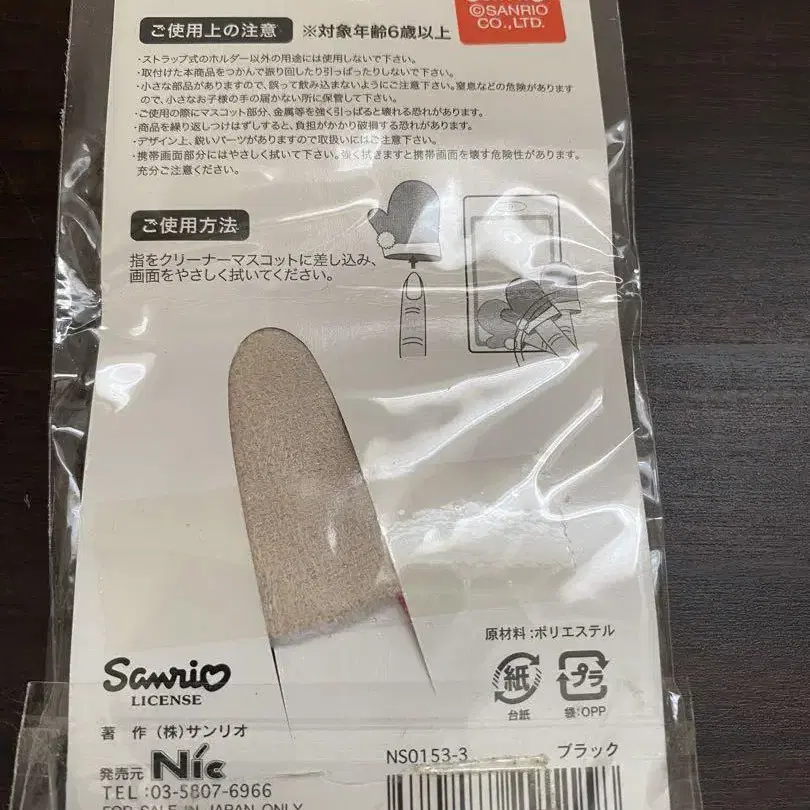 ©SANRIO
CO.,LTD.
ご使用上の注意 ※対象年齢6歳以上
・ストラップ式のホルダー以外の用途には使用しないで下さい。
・取付けた本商品をつかんで振り回したり引っぱったりしないで下さい。
・小さな部品がありますので、誤って飲み込まないようにご注意下さい。窒息などの危険があります
ので、小さなお子様の手の届かない所に保管して下さい。
・ご使用の際にマスコット部分、金属等を強く引っぱると壊れる恐れがあります。
・商品を繰り返しつけはずしすると、負担がかかり破損する恐れがあります。
・デザイン上、鋭いパーツがありますので取扱いにはご注意下さい。
・携帯画面部分にはやさしく拭いて下さい。強く拭きますと携帯画面を壊す危険性があります。
充分ご注意ください。
ご使用方法
指をクリーナーマスコットに差し込み、
画面をやさしく拭いてください。
原材料:ポリエステル
紙
プラ
台紙
袋:OPP
Sanrio
LICENSE
著 作 (株)サンリオ
発売元 Nic
TEL:03-5807-6966
FOR SALE IN JAPAN ONLY
NS0153-3 ブラック